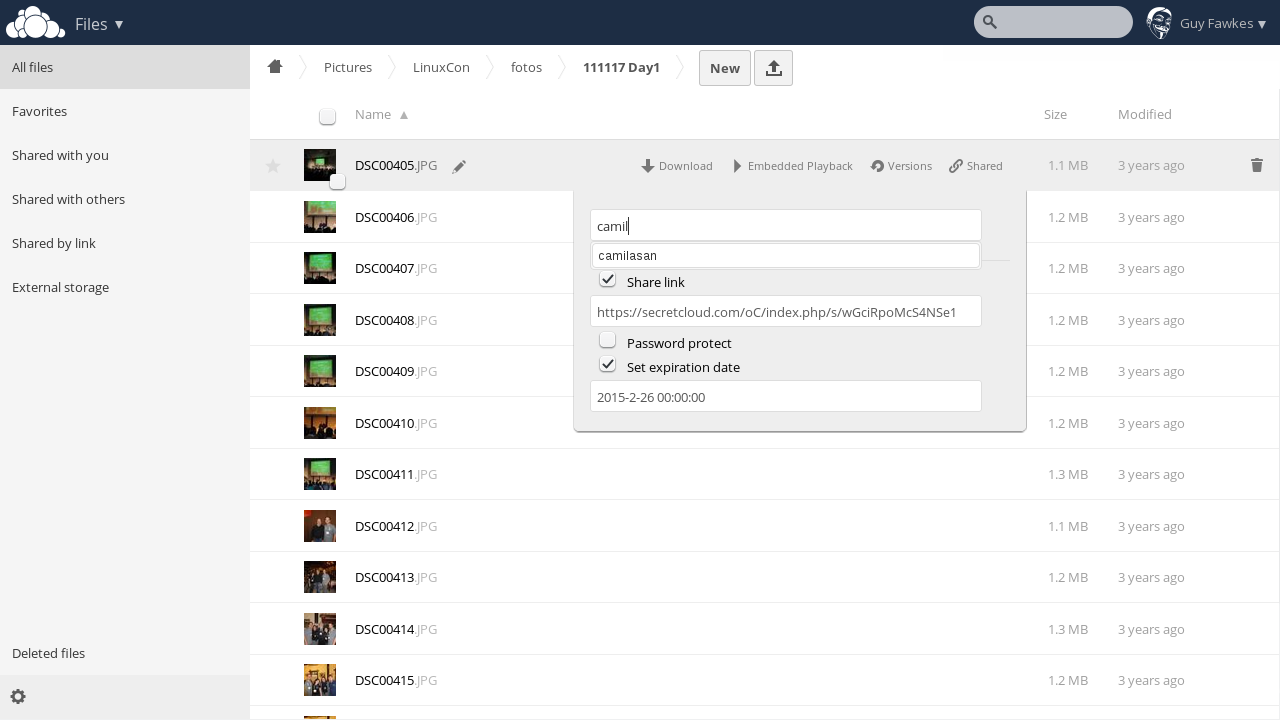 Files ▼
Guy Fawkes ▼
All files
Favorites
Shared with you
Shared with others
Shared by link
External storage
Deleted files
Pictures LinuxCon fotos 111117 Day1 New
Name ▲ Size Modified
DSC00405.JPG Download Embedded Playback Versions Shared 1.1 MB 3 years ago
camil
camilasan
Share link
https://secretcloud.com/oC/index.php/s/wGciRpoMcS4NSe1
Password protect
Set expiration date
2015-2-26 00:00:00
DSC00406.JPG 1.2 MB 3 years ago
DSC00407.JPG 1.2 MB 3 years ago
DSC00408.JPG 1.2 MB 3 years ago
DSC00409.JPG 1.2 MB 3 years ago
DSC00410.JPG 1.2 MB 3 years ago
DSC00411.JPG 1.3 MB 3 years ago
DSC00412.JPG 1.1 MB 3 years ago
DSC00413.JPG 1.2 MB 3 years ago
DSC00414.JPG 1.3 MB 3 years ago
DSC00415.JPG 1.2 MB 3 years ago